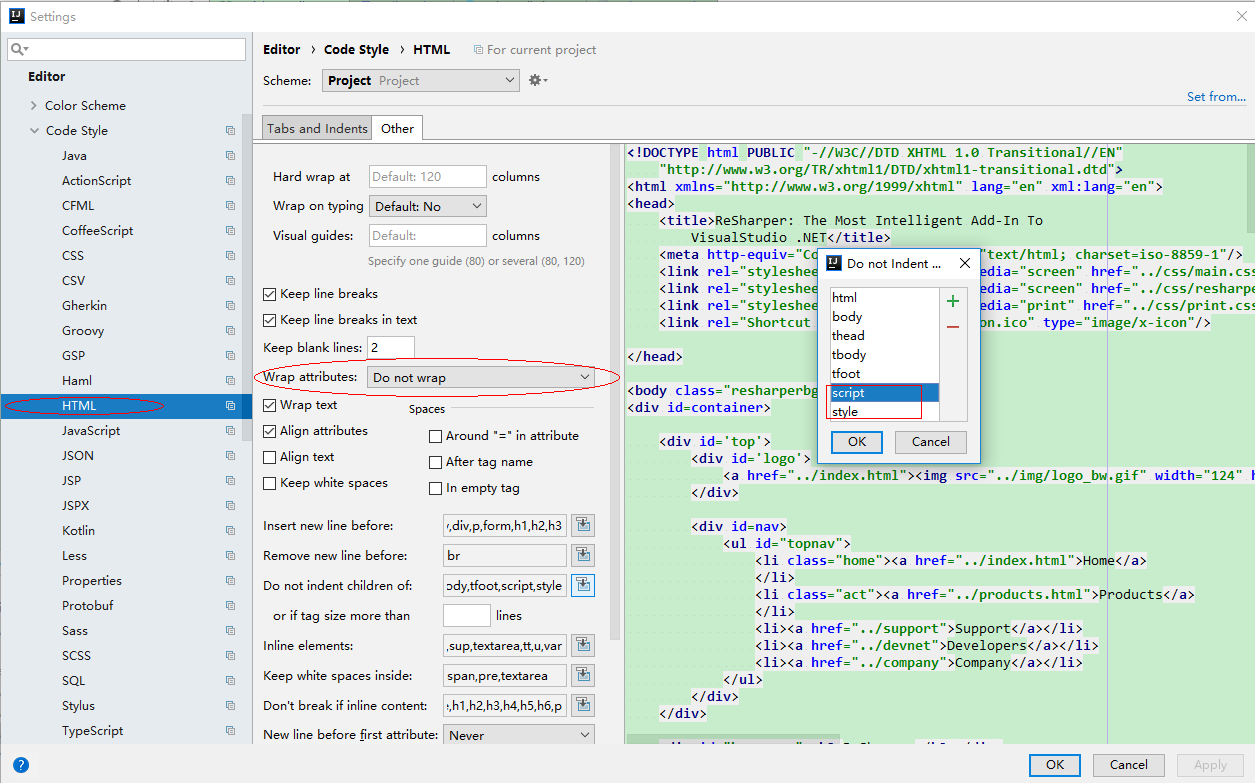 Settings
Editor
Color Scheme
Code Style
Java
ActionScript
CFML
CoffeeScript
CSS
CSV
Gherkin
Groovy
GSP
Haml
HTML
JavaScript
JSON
JSP
JSPX
Kotlin
Less
Properties
Protobuf
Sass
SCSS
SQL
Stylus
TypeScript
Editor › Code Style › HTML For current project
Scheme: Project Project
Set from...
Tabs and Indents Other
Hard wrap at Default: 120 columns
Wrap on typing Default: No
Visual guides: Default: columns
Specify one guide (80) or several (80, 120)
Keep line breaks
Keep line breaks in text
Keep blank lines: 2
Wrap attributes: Do not wrap
Wrap text
Align attributes
Align text
Keep white spaces
Spaces
Around "=" in attribute
After tag name
In empty tag
Insert new line before: ,div,p,form,h1,h2,h3
Remove new line before: br
Do not indent children of: ody,tfoot,script,style
or if tag size more than lines
Inline elements: ,sup,textarea,tt,u,var
Keep white spaces inside: span,pre,textarea
Don't break if inline content: ,h1,h2,h3,h4,h5,h6,p
New line before first attribute: Never
<!DOCTYPE html PUBLIC "-//W3C//DTD XHTML 1.0 Transitional//EN"
"http://www.w3.org/TR/xhtml1/DTD/xhtml1-transitional.dtd">
<html xmlns="http://www.w3.org/1999/xhtml" lang="en" xml:lang="en">
<head>
<title>ReSharper: The Most Intelligent Add-In To
VisualStudio .NET</title>
<meta http-equiv="Co text/html; charset=iso-8859-1"/>
<link rel="styleshee edia="screen" href="../css/main.css
<link rel="styleshee edia="screen" href="../css/resharpe
<link rel="styleshee edia="print" href="../css/print.css
<link rel="Shortcut on.ico" type="image/x-icon"/>
</head>
<body class="resharperbg
<div id=container>
<div id='top'>
<div id='logo'>
<a href="../index.html"><img src="../img/logo_bw.gif" width="124" h
</div>
<div id=nav>
<ul id="topnav">
<li class="home"><a href="../index.html">Home</a>
</li>
<li class="act"><a href="../products.html">Products</a>
</li>
<li><a href="../support">Support</a></li>
<li><a href="../devnet">Developers</a></li>
<li><a href="../company">Company</a></li>
</ul>
</div>
</div>
Do not Indent ...
html
body
thead
tbody
tfoot
script
style
OK Cancel
OK Cancel Apply